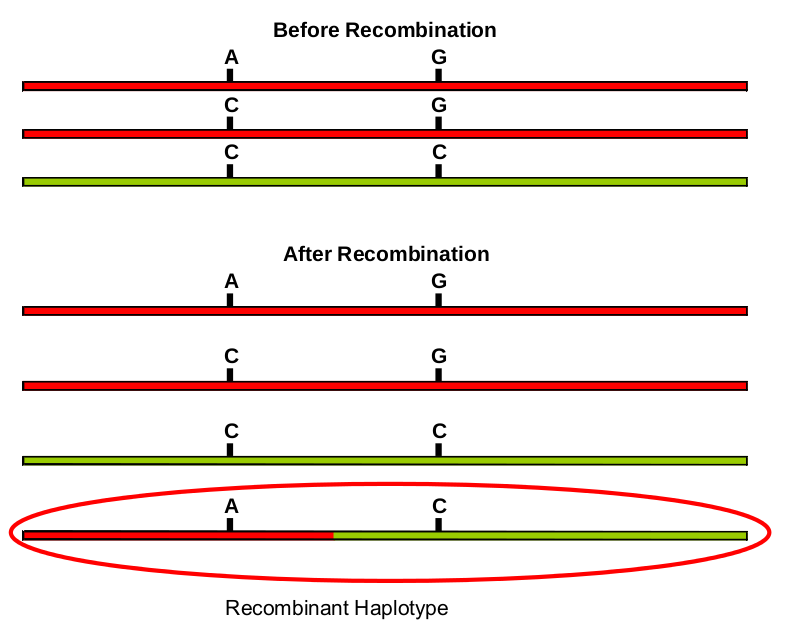 Before Recombination
A G
C G
C C
After Recombination
A G
C G
C C
A C
Recombinant Haplotype